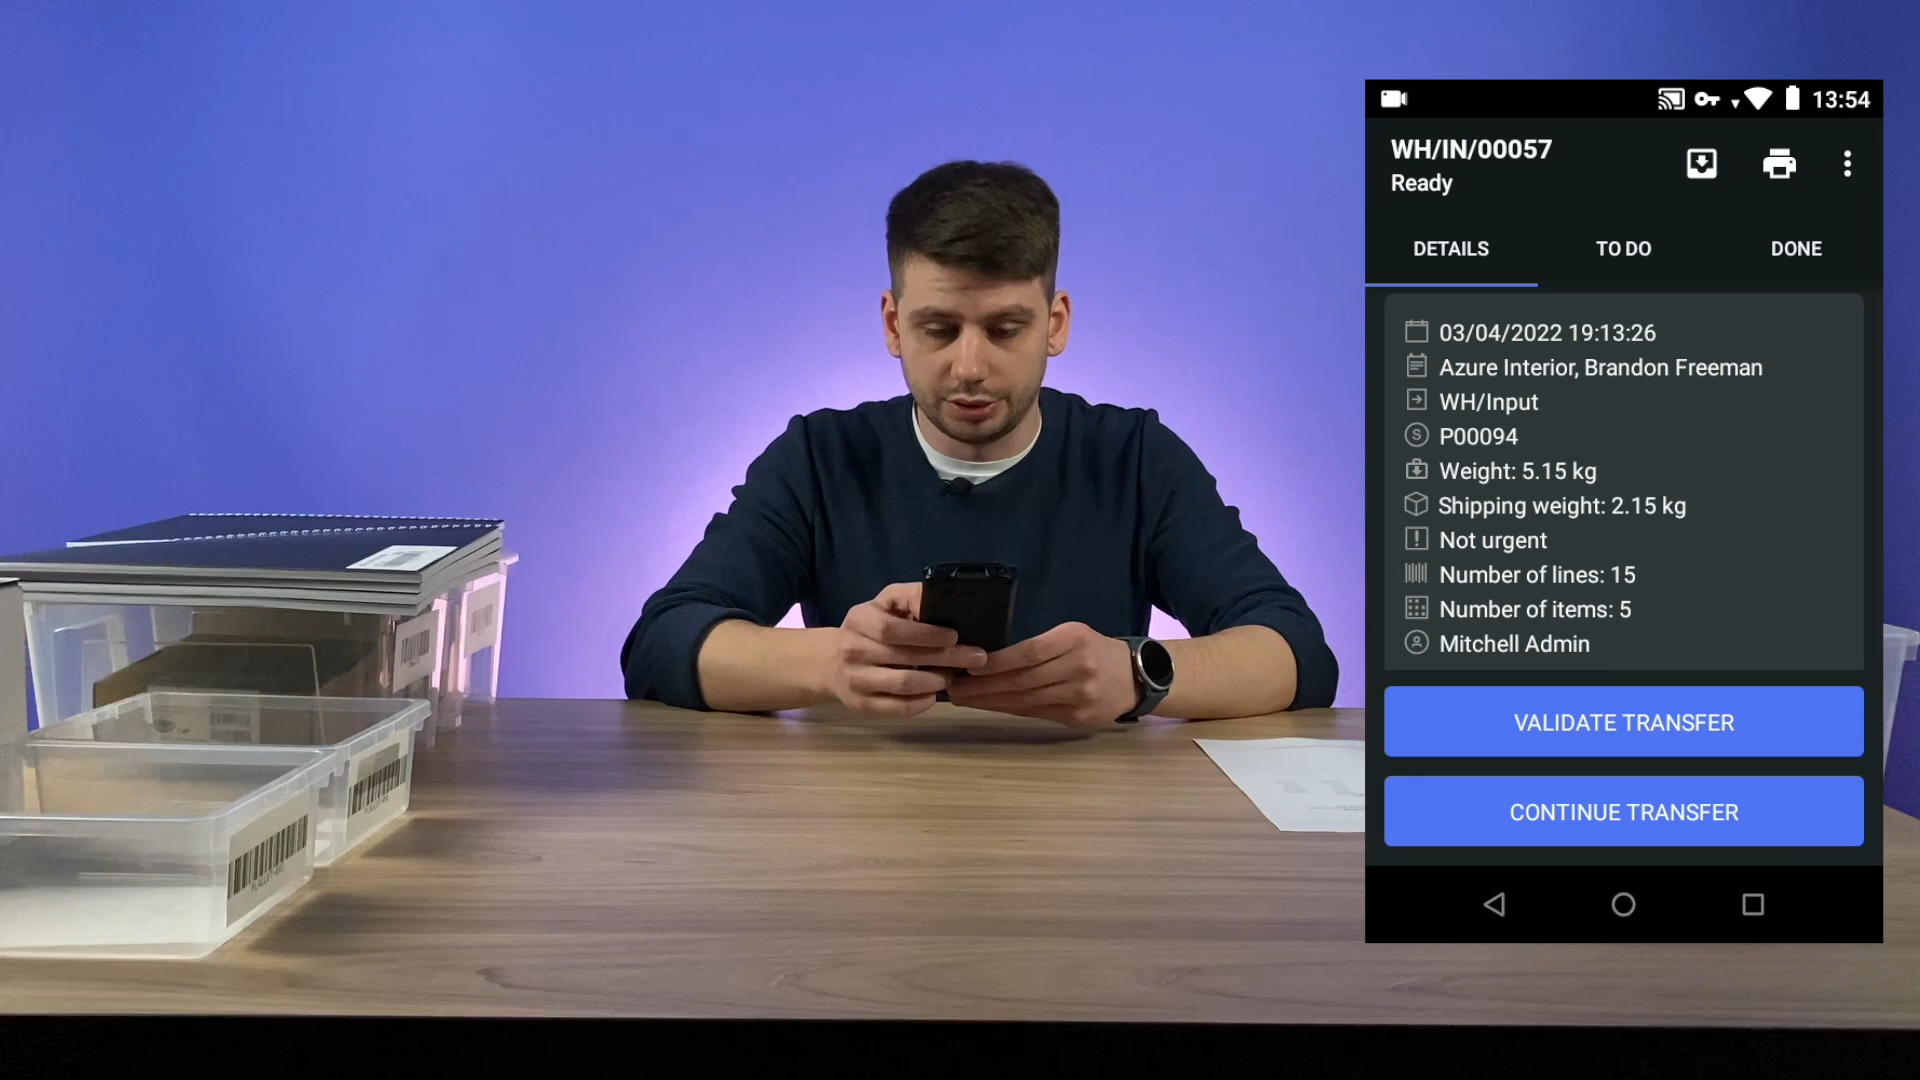 13:54
WH/IN/00057
Ready
DETAILS TO DO DONE
03/04/2022 19:13:26
Azure Interior, Brandon Freeman
WH/Input
P00094
Weight: 5.15 kg
Shipping weight: 2.15 kg
Not urgent
Number of lines: 15
Number of items: 5
Mitchell Admin
VALIDATE TRANSFER
CONTINUE TRANSFER